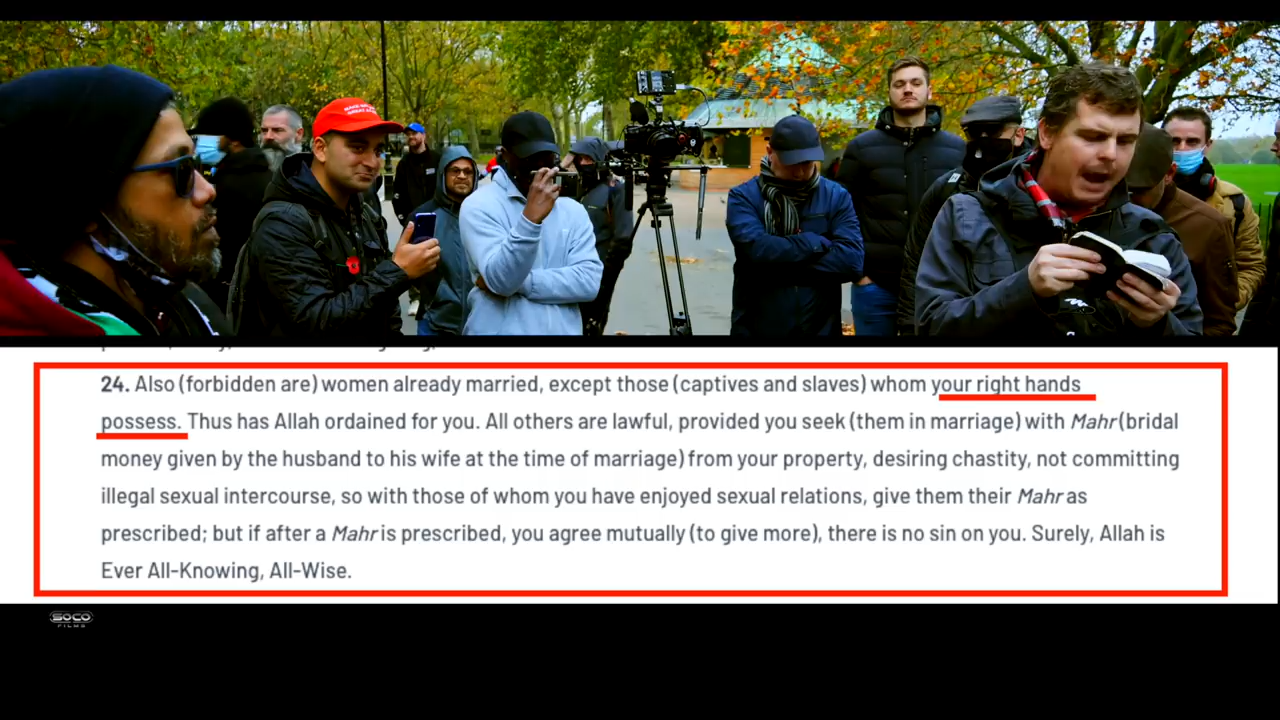 24. Also (forbidden are) women already married, except those (captives and slaves) whom your right hands
possess. Thus has Allah ordained for you. All others are lawful, provided you seek (them in marriage) with Mahr (bridal
money given by the husband to his wife at the time of marriage) from your property, desiring chastity, not committing
illegal sexual intercourse, so with those of whom you have enjoyed sexual relations, give them their Mahr as
prescribed; but if after a Mahr is prescribed, you agree mutually (to give more), there is no sin on you. Surely, Allah is
Ever All-Knowing, All-Wise.
SOCO
FILMS